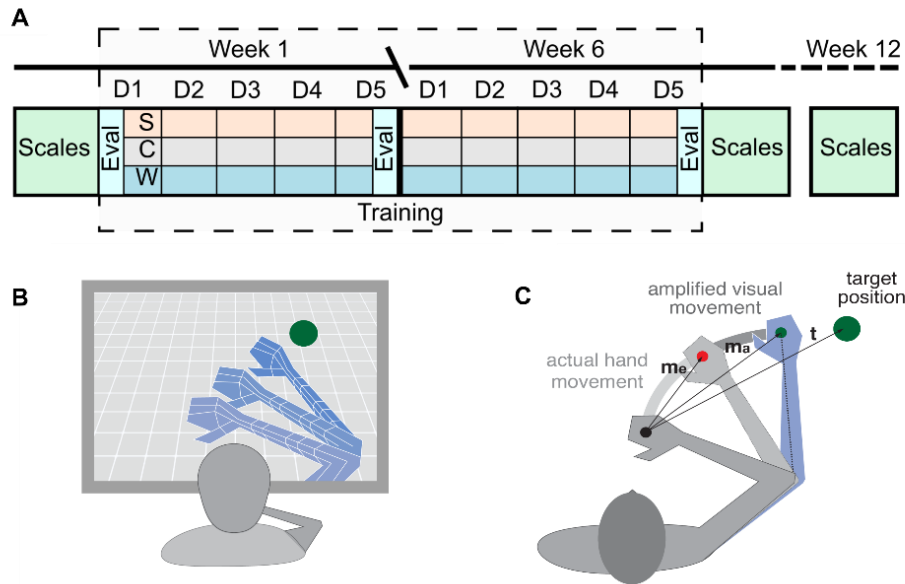 A
Week 1 Week 6 Week 12
D1 D2 D3 D4 D5 D1 D2 D3 D4 D5
Scales Eval S C W Eval Eval Scales Scales
Training
B
C
amplified visual
movement
target
position
actual hand
movement
me
ma
t